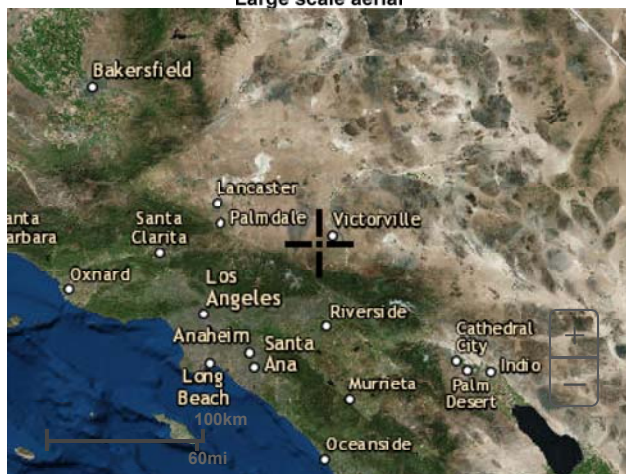 Large scale aerial
Bakersfield
Lancaster
Palmdale
Victorville
anta
arbara
Santa
Clarita
Oxnard
Los
Angeles
Riverside
Anaheim
Santa
Ana
Long
Beach
Cathedral
City
Indio
Palm
Desert
Murrieta
Oceanside
100km
60mi
+
−